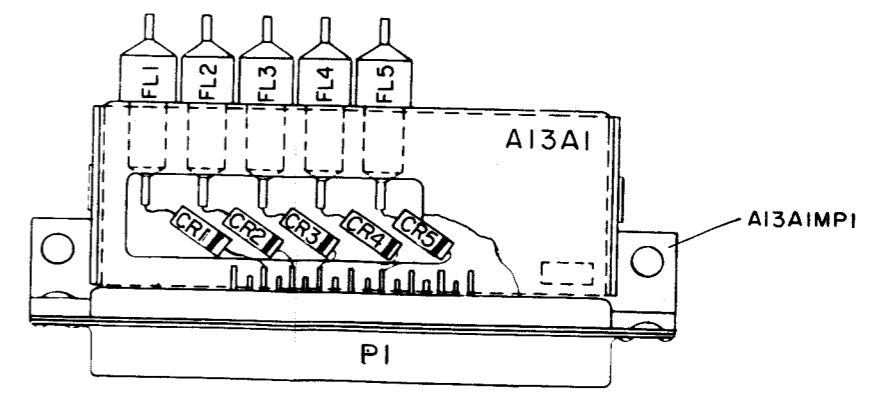 FL1
FL2
FL3
FL4
FL5
A13A1
A13A1MP1
CR1
CR2
CR3
CR4
CR5
P1